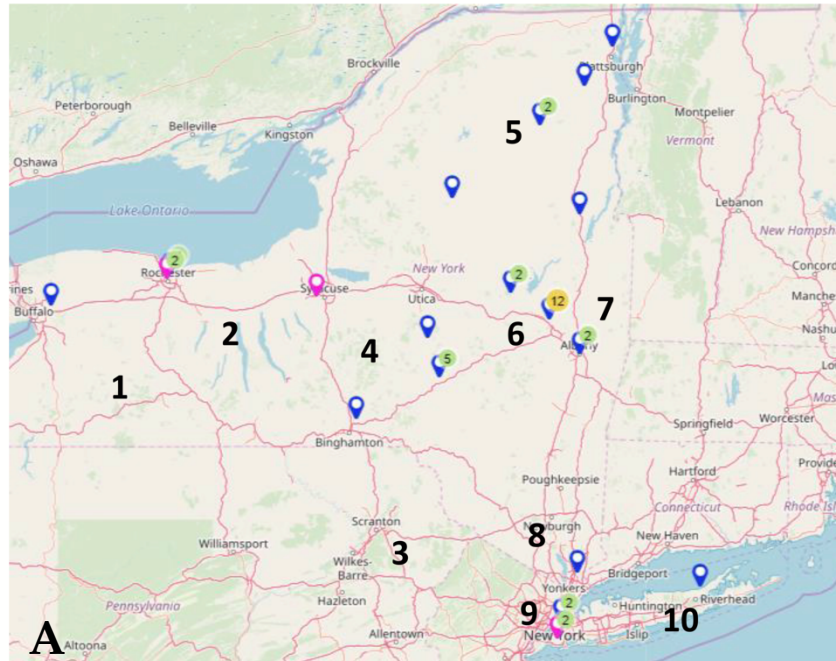 Brockville
Plattsburgh
Peterborough
2
Burlington
Montpelier
Belleville
Kingston
5
Vermont
Oshawa
Lake Ontario
Lebanon
New Hampsh
2
Rochester
New York
2
Concor
Syracuse
Utica
12
Manche
Buffalo
2
6
7
2
Albany
Nashu
4
5
1
Springfield
Worcester
Binghamton
Poughkeepsie
Hartford
Provide
Connecticut
Rhode Isl
Scranton
Newburgh
8
Williamsport
3
New Haven
Wilkes-
Barre
Bridgeport
Yonkers
Hazleton
Pennsylvania
2
Huntington
Riverhead
9
2
10
A
Altoona
Allentown
New York
Islip